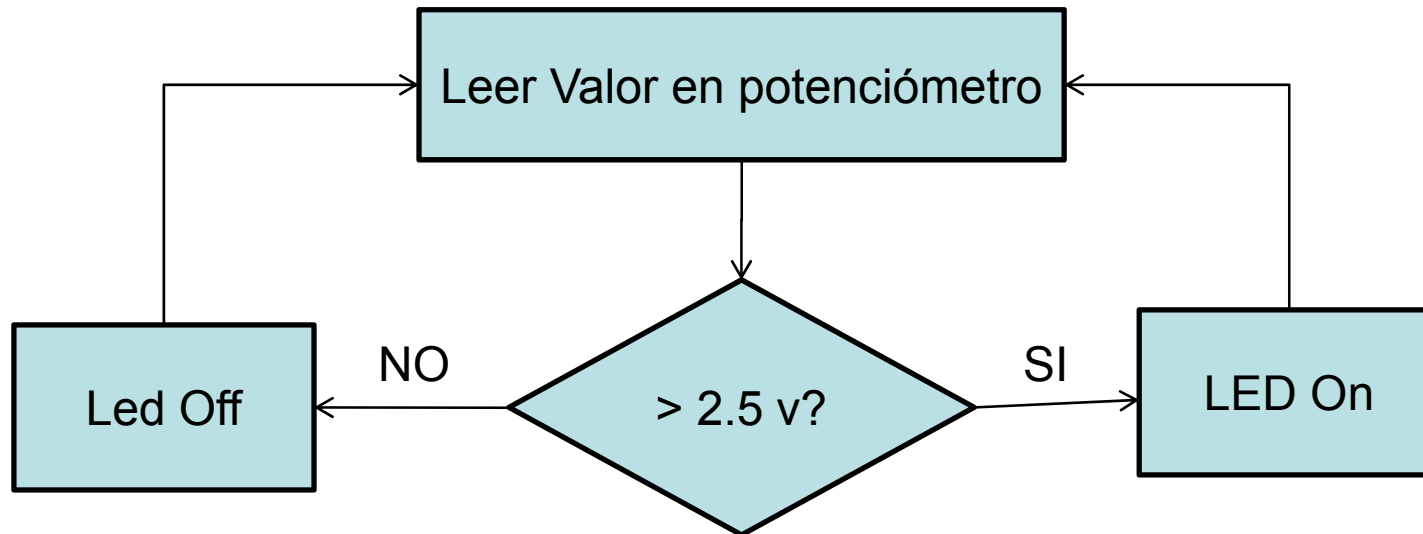 Leer Valor en potenciómetro
NO
SI
Led Off
> 2.5 v?
LED On